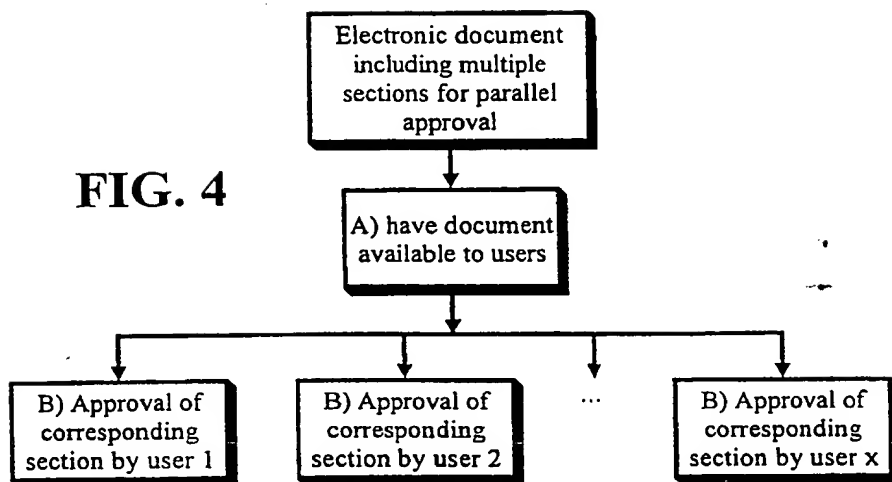 Electronic document
including multiple
sections for parallel
approval
FIG. 4
A) have document
available to users
B) Approval of
corresponding
section by user 1
B) Approval of
corresponding
section by user 2
...
B) Approval of
corresponding
section by user x